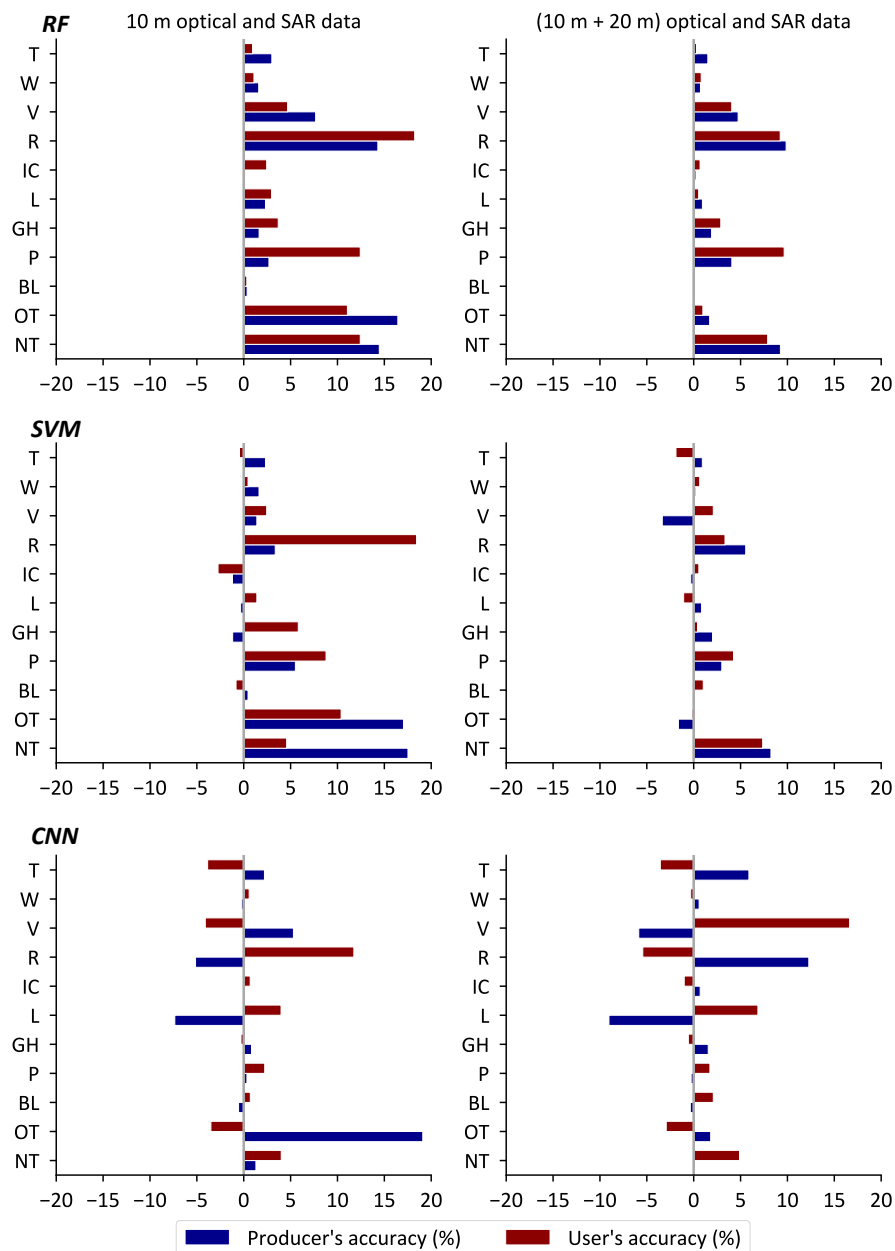 RF
10 m optical and SAR data
(10 m + 20 m) optical and SAR data
T
W
V
R
IC
L
GH
P
BL
OT
NT
−20 −15 −10 −5 0 5 10 15 20
T
W
V
R
IC
L
GH
P
BL
OT
NT
−20 −15 −10 −5 0 5 10 15 20
SVM
T
W
V
R
IC
L
GH
P
BL
OT
NT
−20 −15 −10 −5 0 5 10 15 20
T
W
V
R
IC
L
GH
P
BL
OT
NT
−20 −15 −10 −5 0 5 10 15 20
CNN
T
W
V
R
IC
L
GH
P
BL
OT
NT
−20 −15 −10 −5 0 5 10 15 20
T
W
V
R
IC
L
GH
P
BL
OT
NT
−20 −15 −10 −5 0 5 10 15 20
Producer's accuracy (%) User's accuracy (%)